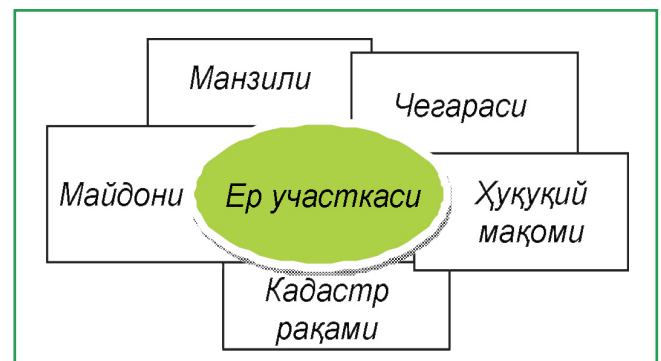 Манзили
Чегараси
Майдони
Ер участкаси
Ҳуқуқий
мақоми
Кадастр
рақами